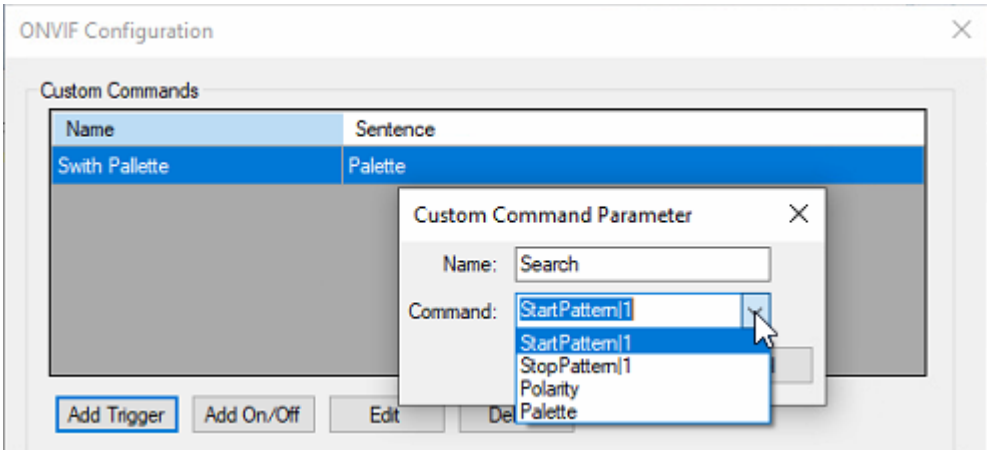 ONVIF Configuration
Custom Commands
Name Sentence
Swith Pallette Palette
Custom Command Parameter
Name: Search
Command: StartPattern|1
StartPattern|1
StopPattern|1
Polarity
Palette
Add Trigger Add On/Off Edit